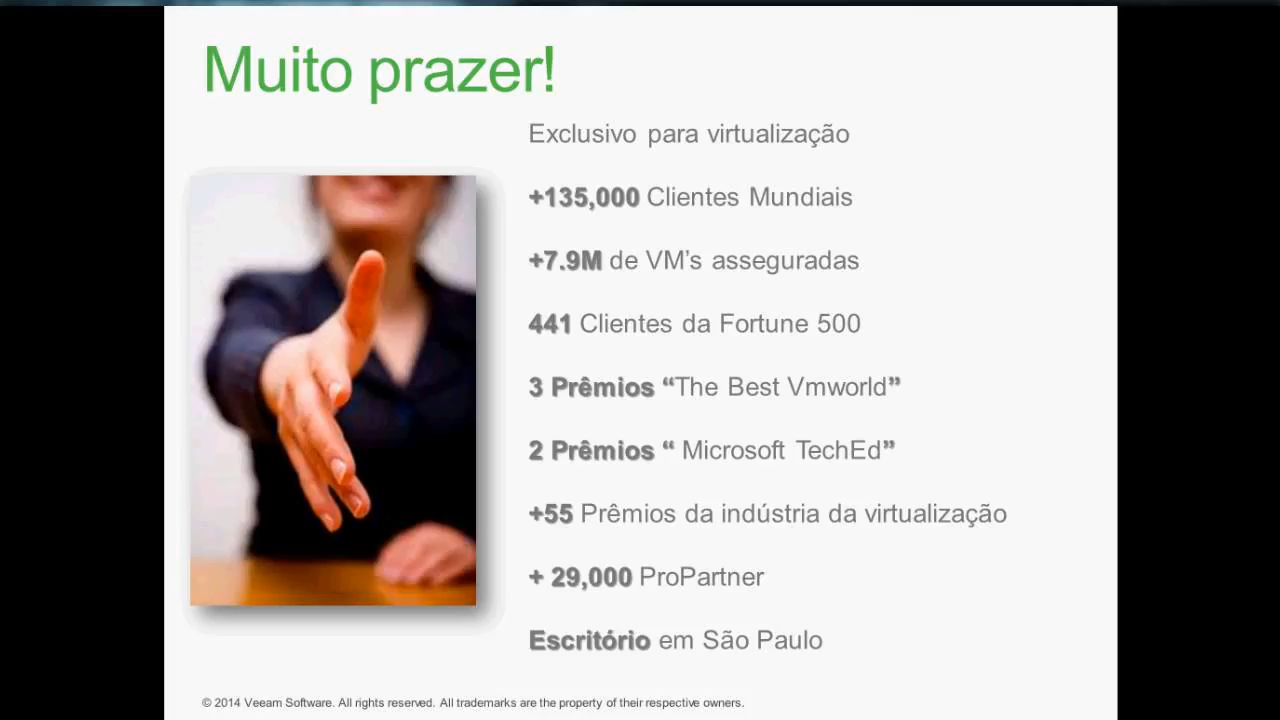 Muito prazer!
Exclusivo para virtualização
+135,000 Clientes Mundiais
+7.9M de VM’s asseguradas
441 Clientes da Fortune 500
3 Prêmios “The Best Vmworld”
2 Prêmios “ Microsoft TechEd”
+55 Prêmios da indústria da virtualização
+ 29,000 ProPartner
Escritório em São Paulo
© 2014 Veeam Software. All rights reserved. All trademarks are the property of their respective owners.